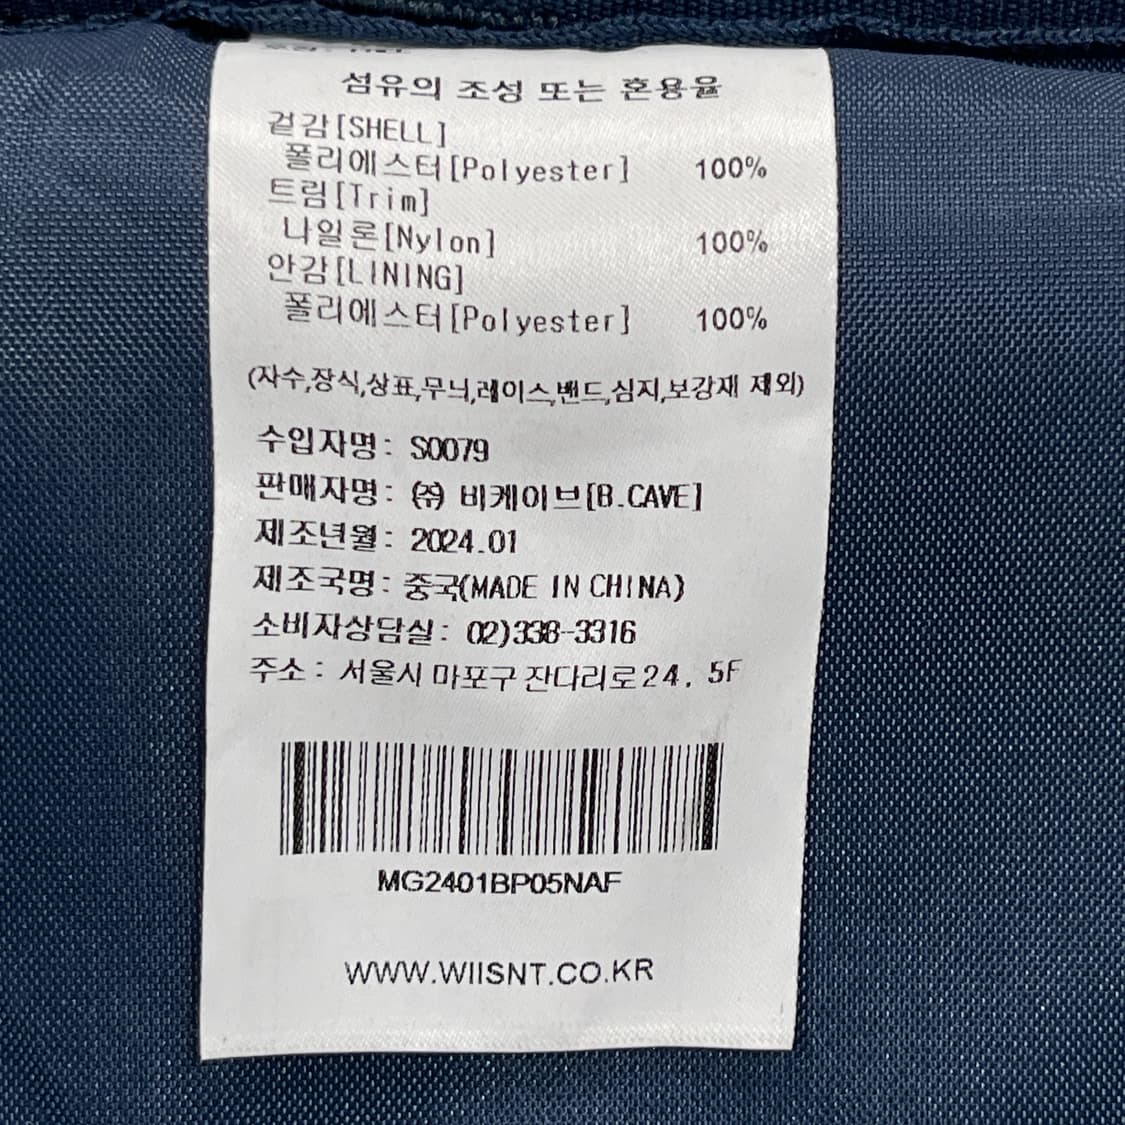 섬유의 조성 또는 혼용율
겉감[SHELL]
폴리에스터[Polyester] 100%
트림[Trim]
나일론[Nylon] 100%
안감[LINING]
폴리에스터[Polyester] 100%
(자수,장식,상표,무늬,레이스,밴드,심지,보강재 제외)
수입자명: S0079
판매자명: ㈜ 비케이브[B.CAVE]
제조년월: 2024.01
제조국명: 중국(MADE IN CHINA)
소비자상담실: 02)338-3316
주소: 서울시 마포구 잔다리로24, 5F
MG2401BP05NAF
WWW.WIISNT.CO.KR